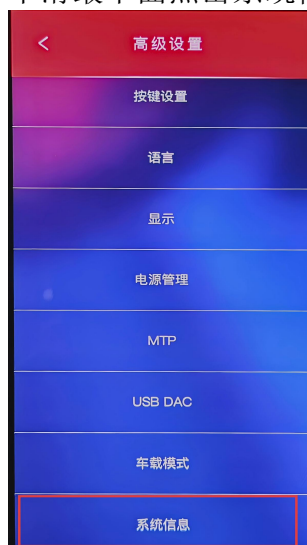 高级设置
按键设置
语言
显示
电源管理
MTP
USB DAC
车载模式
系统信息